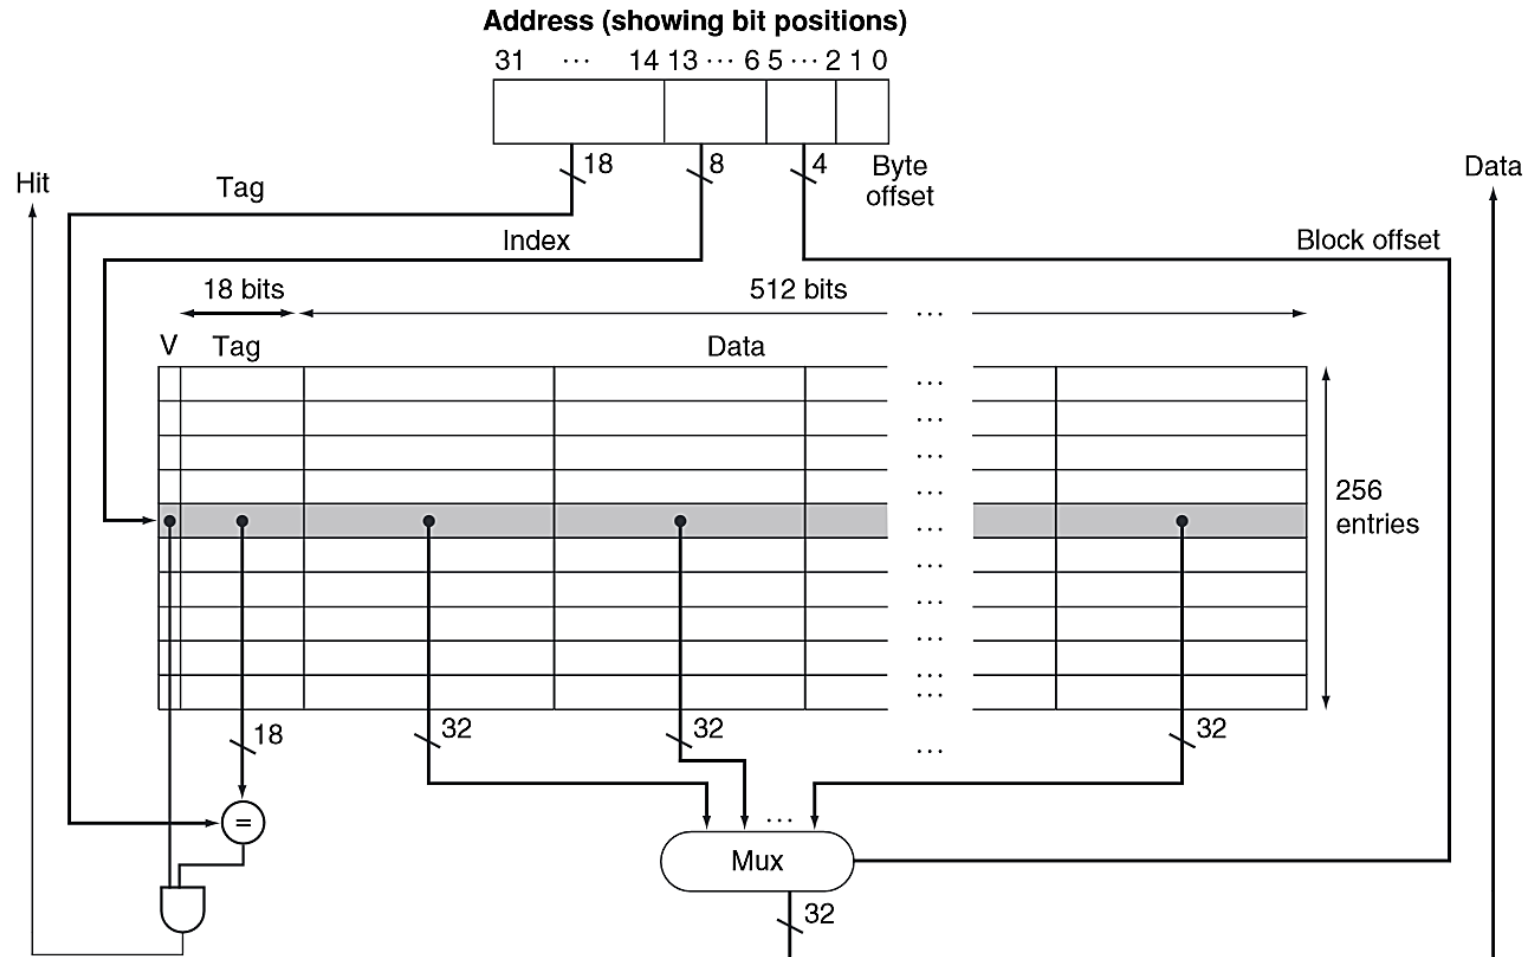 Address (showing bit positions)
31 ··· 14 13 ··· 6 5 ··· 2 1 0
18 8 4 Byte
offset
Hit
Tag
Data
Index
Block offset
18 bits
512 bits
···
V Tag Data
···
···
···
···
···
···
···
···
···
···
256
entries
18
32
32
···
32
=
···
Mux
32